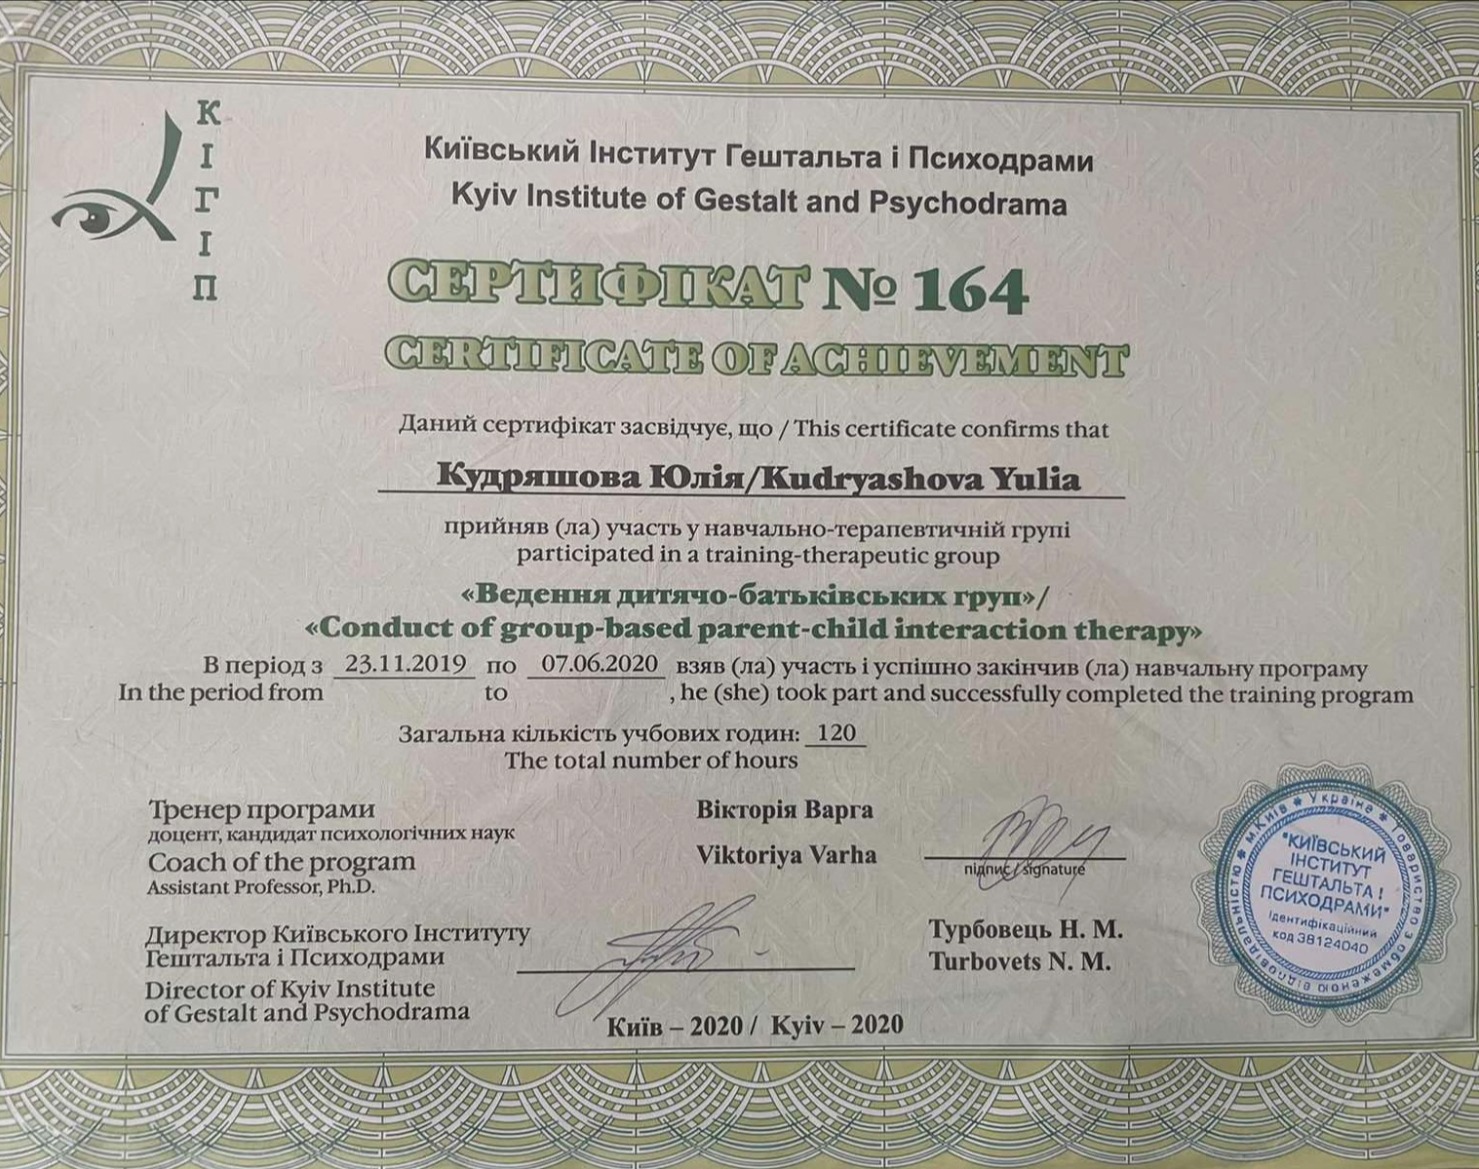 КІГІП
Київський Інститут Гештальта і Психодрами
Kyiv Institute of Gestalt and Psychodrama
СЕРТИФІКАТ № 164
CERTIFICATE OF ACHIEVEMENT
Даний сертифікат засвідчує, що / This certificate confirms that
Кудряшова Юлія/Kudryashova Yulia
прийняв (ла) участь у навчально-терапевтичній групі
participated in a training-therapeutic group
«Ведення дитячо-батьківських груп»/
«Conduct of group-based parent-child interaction therapy»
В період з 23.11.2019 по 07.06.2020 взяв (ла) участь і успішно закінчив (ла) навчальну програму
In the period from to , he (she) took part and successfully completed the training program
Загальна кількість учбових годин: 120
The total number of hours
Тренер програми
доцент, кандидат психологічних наук
Coach of the program
Assistant Professor, Ph.D.
Вікторія Варга
Viktoriya Varha
підпис / signature
Директор Київського Інституту
Гештальта і Психодрами
Director of Kyiv Institute
of Gestalt and Psychodrama
Турбовець Н. М.
Turbovets N. M.
Київ – 2020 / Kyiv – 2020
м.Київ * Україна * Товариство з обмеженою відповідальністю *
"КИЇВСЬКИЙ
ІНСТИТУТ
ГЕШТАЛЬТА І
ПСИХОДРАМИ"
Ідентифікаційний
код 38124040